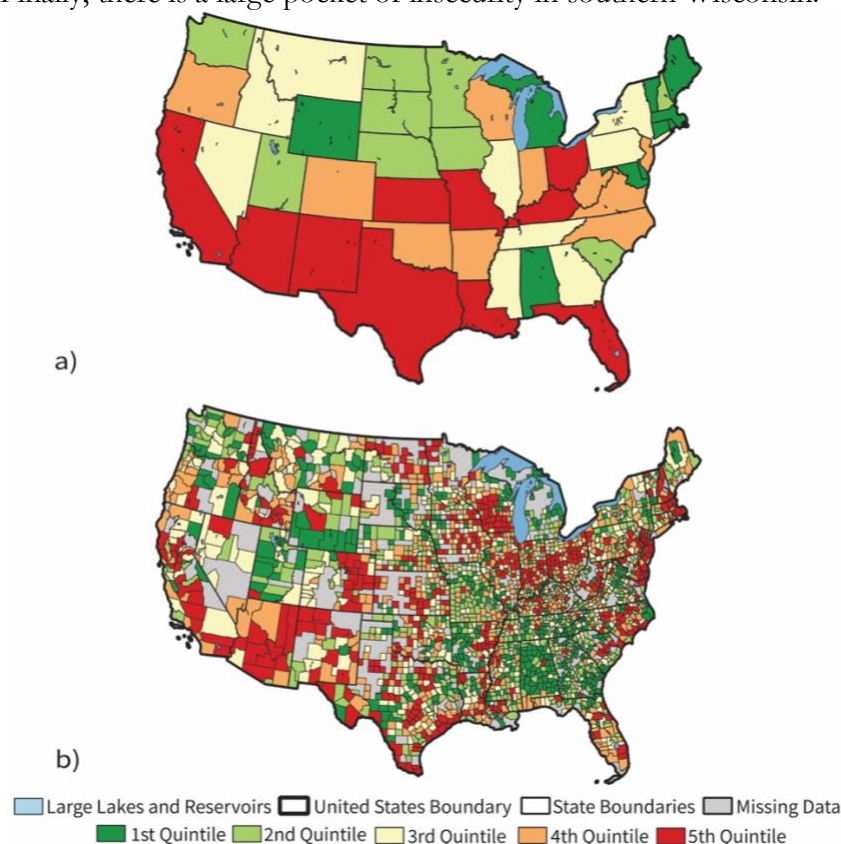 Finally, there is a large pocket of insecurity in southern Wisconsin.
a)
b)
Large Lakes and Reservoirs United States Boundary State Boundaries Missing Data
1st Quintile 2nd Quintile 3rd Quintile 4th Quintile 5th Quintile